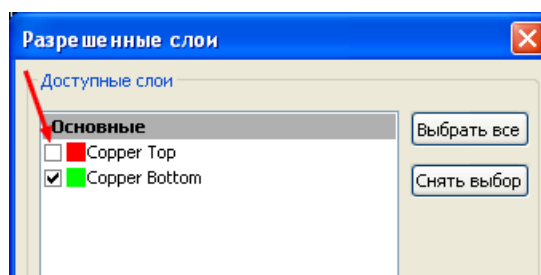 Разрешенные слои
Доступные слои
Основные
Copper Top
Copper Bottom
Выбрать все
Снять выбор